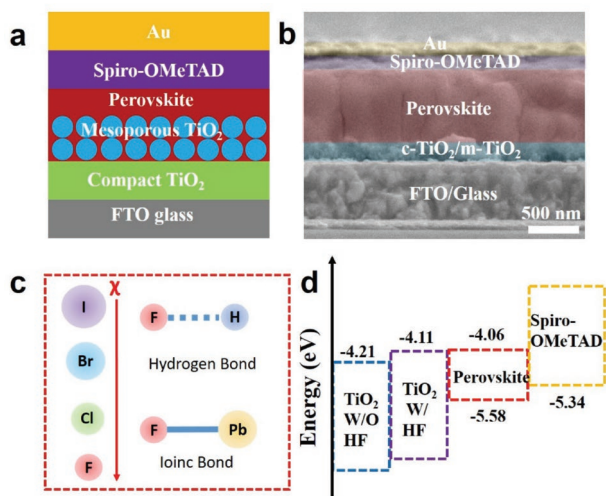 a
Au
Spiro-OMeTAD
Perovskite
Mesoporous TiO₂
Compact TiO₂
FTO glass
b
Au
Spiro-OMeTAD
Perovskite
c-TiO₂/m-TiO₂
FTO/Glass
500 nm
c
χ
I
Br
Cl
F
F
H
Hydrogen Bond
F
Pb
Ioinc Bond
d
Energy (eV)
-4.21
TiO₂
W/O
HF
-4.11
TiO₂
W/
HF
-4.06
Perovskite
-5.58
Spiro-
OMeTAD
-5.34